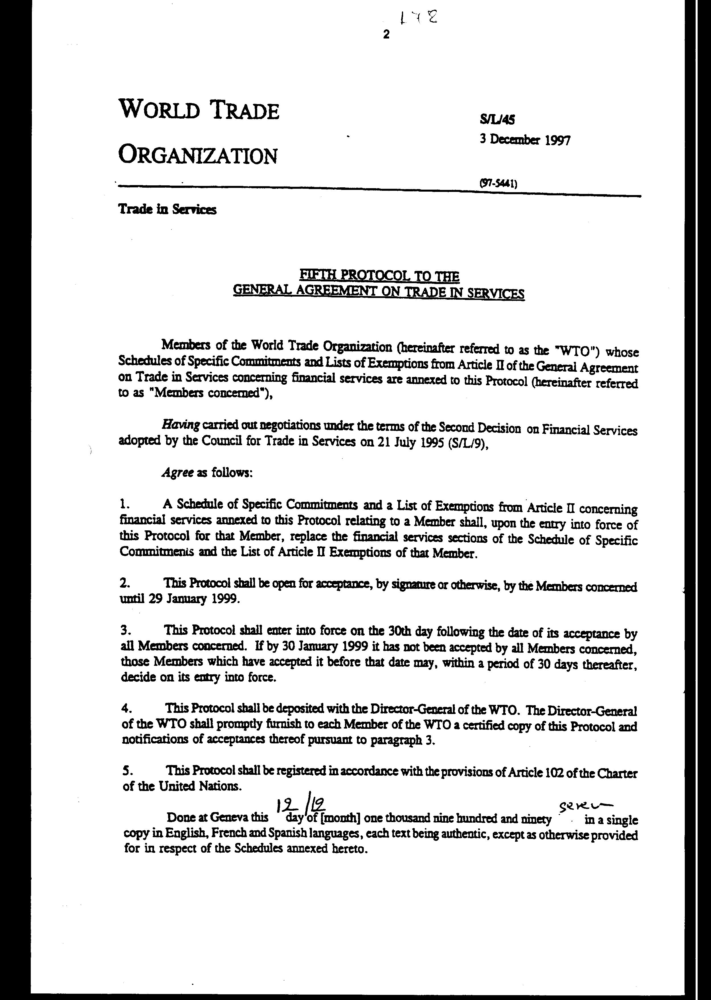 2
WORLD TRADE
ORGANIZATION
S/L/45
3 December 1997
(97-5441)
Trade in Services
FIFTH PROTOCOL TO THE
GENERAL AGREEMENT ON TRADE IN SERVICES
Members of the World Trade Organization (hereinafter referred to as the "WTO") whose
Schedules of Specific Commitments and Lists of Exemptions from Article II of the General Agreement
on Trade in Services concerning financial services are annexed to this Protocol (hereinafter referred
to as "Members concerned"),
Having carried out negotiations under the terms of the Second Decision on Financial Services
adopted by the Council for Trade in Services on 21 July 1995 (S/L/9),
Agree as follows:
1. A Schedule of Specific Commitments and a List of Exemptions from Article II concerning
financial services annexed to this Protocol relating to a Member shall, upon the entry into force of
this Protocol for that Member, replace the financial services sections of the Schedule of Specific
Commitments and the List of Article II Exemptions of that Member.
2. This Protocol shall be open for acceptance, by signature or otherwise, by the Members concerned
until 29 January 1999.
3. This Protocol shall enter into force on the 30th day following the date of its acceptance by
all Members concerned. If by 30 January 1999 it has not been accepted by all Members concerned,
those Members which have accepted it before that date may, within a period of 30 days thereafter,
decide on its entry into force.
4. This Protocol shall be deposited with the Director-General of the WTO. The Director-General
of the WTO shall promptly furnish to each Member of the WTO a certified copy of this Protocol and
notifications of acceptances thereof pursuant to paragraph 3.
5. This Protocol shall be registered in accordance with the provisions of Article 102 of the Charter
of the United Nations.
12/12 seven
Done at Geneva this day of [month] one thousand nine hundred and ninety in a single
copy in English, French and Spanish languages, each text being authentic, except as otherwise provided
for in respect of the Schedules annexed hereto.